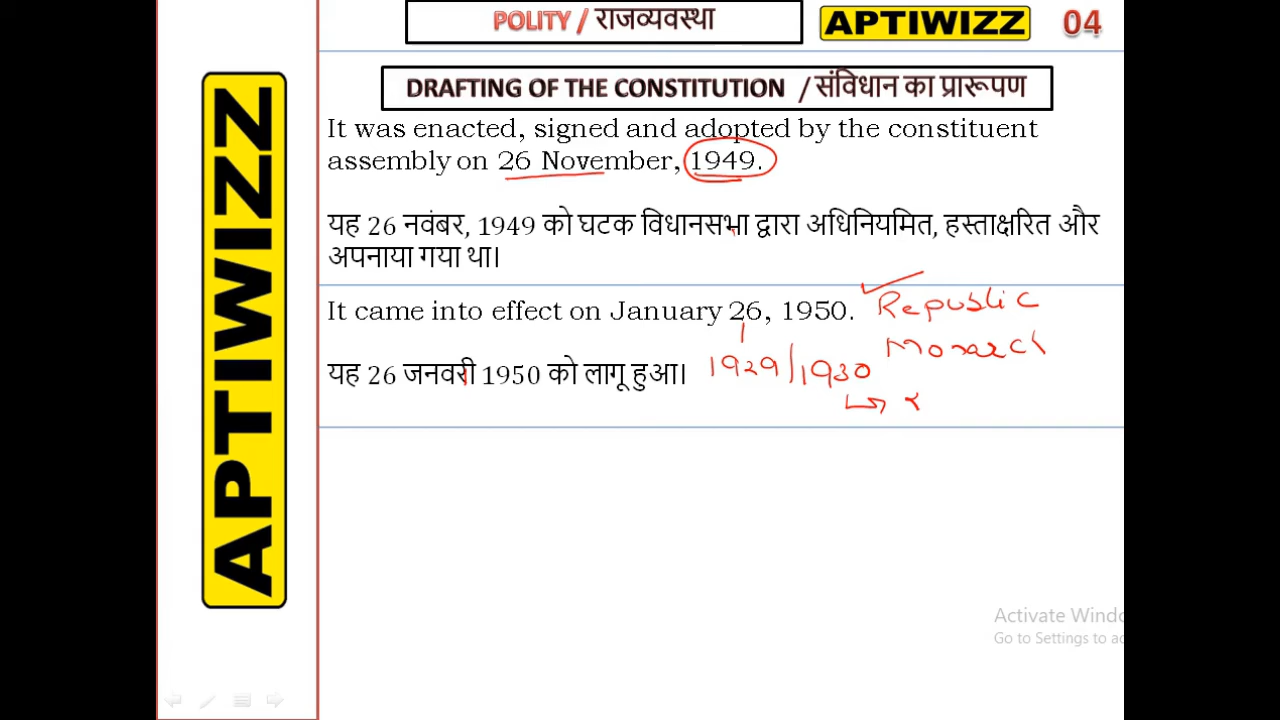 POLITY / राजव्यवस्था
APTIWIZZ
04
DRAFTING OF THE CONSTITUTION / संविधान का प्रारूपण
It was enacted, signed and adopted by the constituent
assembly on 26 November, 1949.
यह 26 नवंबर, 1949 को घटक विधानसभा द्वारा अधिनियमित, हस्ताक्षरित और
अपनाया गया था।
It came into effect on January 26, 1950.
Republic
Monarch
यह 26 जनवरी 1950 को लागू हुआ।
1929/1930
APTIWIZZ
Activate Windo
Go to Settings to ac